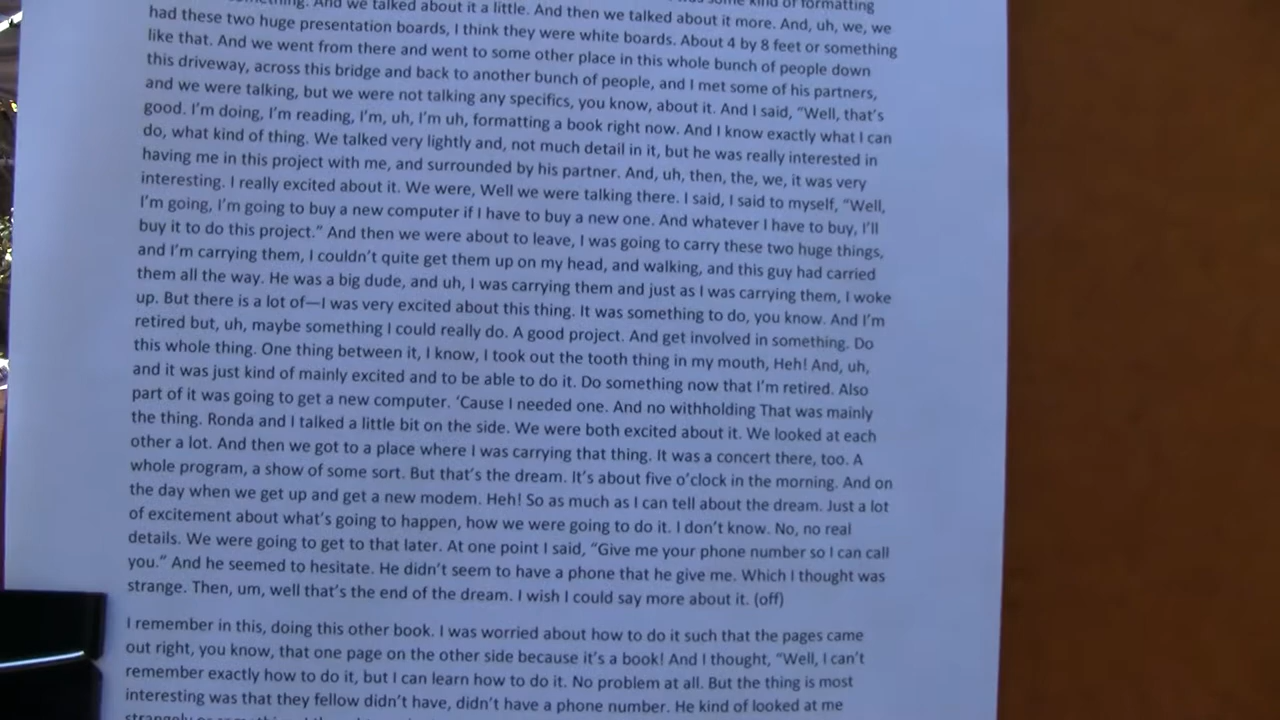 something. And we talked about it a little. And then we talked about it more. And, uh, we, we
had these two huge presentation boards, I think they were white boards. About 4 by 8 feet or something
like that. And we went from there and went to some other place in this whole bunch of people down
this driveway, across this bridge and back to another bunch of people, and I met some of his partners,
and we were talking, but we were not talking any specifics, you know, about it. And I said, “Well, that’s
good. I’m doing, I’m reading, I’m, uh, I’m uh, formatting a book right now. And I know exactly what I can
do, what kind of thing. We talked very lightly and, not much detail in it, but he was really interested in
having me in this project with me, and surrounded by his partner. And, uh, then, the, we, it was very
interesting. I really excited about it. We were, Well we were talking there. I said, I said to myself, “Well,
I’m going, I’m going to buy a new computer if I have to buy a new one. And whatever I have to buy, I’ll
buy it to do this project.” And then we were about to leave, I was going to carry these two huge things,
and I’m carrying them, I couldn’t quite get them up on my head, and walking, and this guy had carried
them all the way. He was a big dude, and uh, I was carrying them and just as I was carrying them, I woke
up. But there is a lot of—I was very excited about this thing. It was something to do, you know. And I’m
retired but, uh, maybe something I could really do. A good project. And get involved in something. Do
this whole thing. One thing between it, I know, I took out the tooth thing in my mouth, Heh! And, uh,
and it was just kind of mainly excited and to be able to do it. Do something now that I’m retired. Also
part of it was going to get a new computer. ‘Cause I needed one. And no withholding That was mainly
the thing. Ronda and I talked a little bit on the side. We were both excited about it. We looked at each
other a lot. And then we got to a place where I was carrying that thing. It was a concert there, too. A
whole program, a show of some sort. But that’s the dream. It’s about five o’clock in the morning. And on
the day when we get up and get a new modem. Heh! So as much as I can tell about the dream. Just a lot
of excitement about what’s going to happen, how we were going to do it. I don’t know. No, no real
details. We were going to get to that later. At one point I said, “Give me your phone number so I can call
you.” And he seemed to hesitate. He didn’t seem to have a phone that he give me. Which I thought was
strange. Then, um, well that’s the end of the dream. I wish I could say more about it. (off)
I remember in this, doing this other book. I was worried about how to do it such that the pages came
out right, you know, that one page on the other side because it’s a book! And I thought, “Well, I can’t
remember exactly how to do it, but I can learn how to do it. No problem at all. But the thing is most
interesting was that they fellow didn’t have, didn’t have a phone number. He kind of looked at me